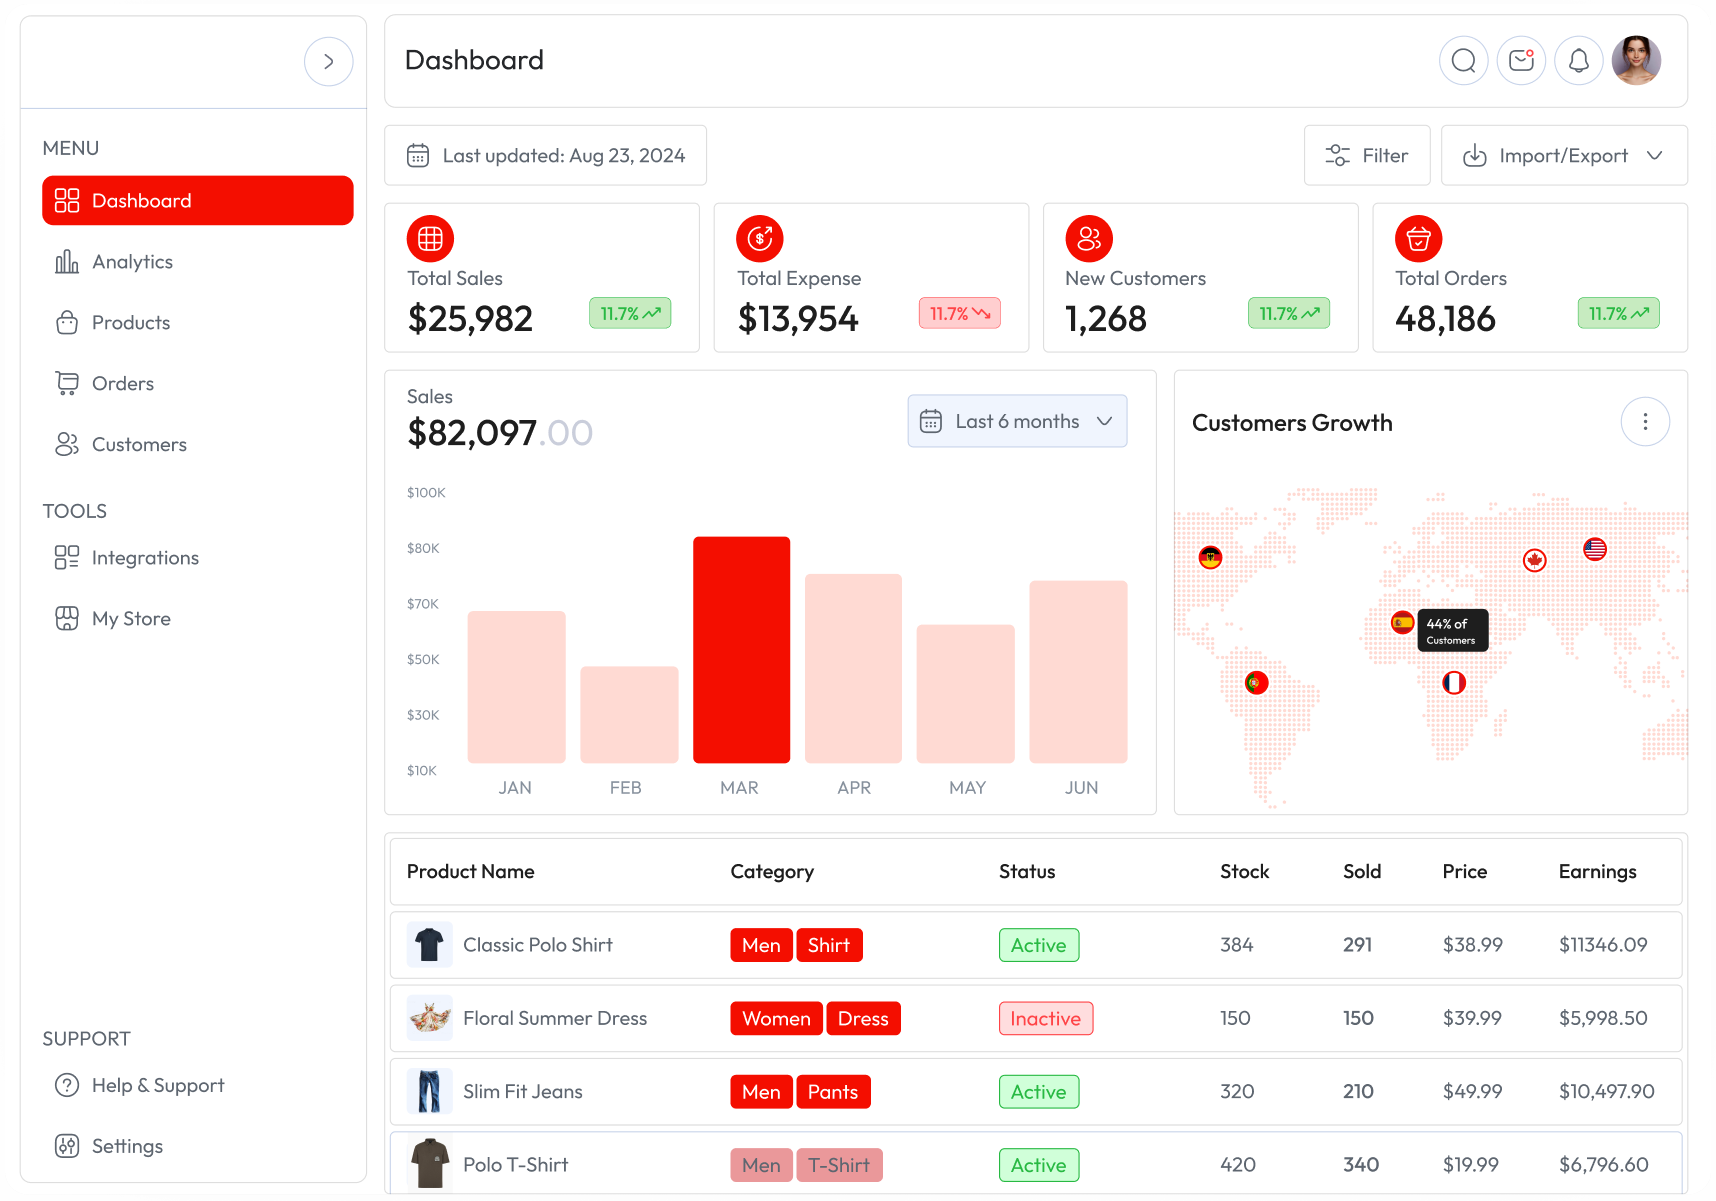 Dashboard
MENU
Dashboard
Analytics
Products
Orders
Customers
TOOLS
Integrations
My Store
SUPPORT
Help & Support
Settings
Last updated: Aug 23, 2024
Filter
Import/Export
Total Sales
$25,982
11.7%
Total Expense
$13,954
11.7%
New Customers
1,268
11.7%
Total Orders
48,186
11.7%
Sales
$82,097.00
Last 6 months
$100K
$80K
$70K
$50K
$30K
$10K
JAN FEB MAR APR MAY JUN
Customers Growth
44% of
Customers
Product Name Category Status Stock Sold Price Earnings
Classic Polo Shirt Men Shirt Active 384 291 $38.99 $11346.09
Floral Summer Dress Women Dress Inactive 150 150 $39.99 $5,998.50
Slim Fit Jeans Men Pants Active 320 210 $49.99 $10,497.90
Polo T-Shirt Men T-Shirt Active 420 340 $19.99 $6,796.60